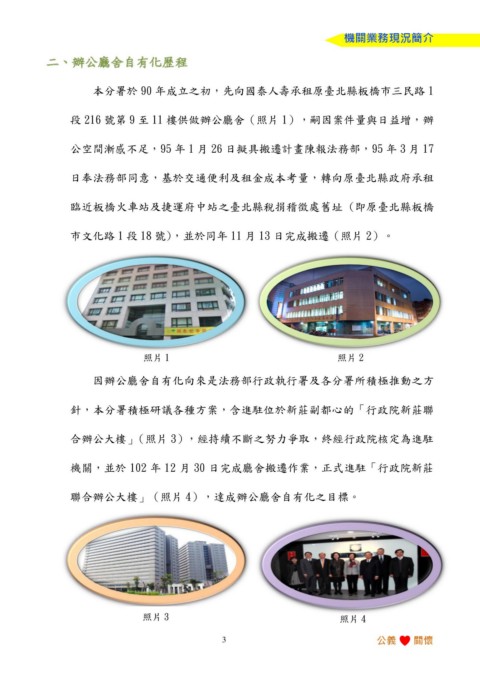 機關業務現況簡介
二、辦公廳舍自有化歷程
本分署於 90 年成立之初，先向國泰人壽承租原臺北縣板橋市三民路 1
段 216 號第 9 至 11 樓供做辦公廳舍（照片 1），嗣因案件量與日益增，辦
公空間漸感不足，95 年 1 月 26 日擬具搬遷計畫陳報法務部，95 年 3 月 17
日奉法務部同意，基於交通便利及租金成本考量，轉向原臺北縣政府承租
臨近板橋火車站及捷運府中站之臺北縣稅捐稽徵處舊址（即原臺北縣板橋
市文化路 1 段 18 號），並於同年 11 月 13 日完成搬遷（照片 2）。
照片 1
照片 2
因辦公廳舍自有化向來是法務部行政執行署及各分署所積極推動之方
針，本分署積極研議各種方案，含進駐位於新莊副都心的「行政院新莊聯
合辦公大樓」（照片 3），經持續不斷之努力爭取，終經行政院核定為進駐
機關，並於 102 年 12 月 30 日完成廳舍搬遷作業，正式進駐「行政院新莊
聯合辦公大樓」（照片 4），達成辦公廳舍自有化之目標。
照片 3
照片 4
3
公義 ♥ 關懷